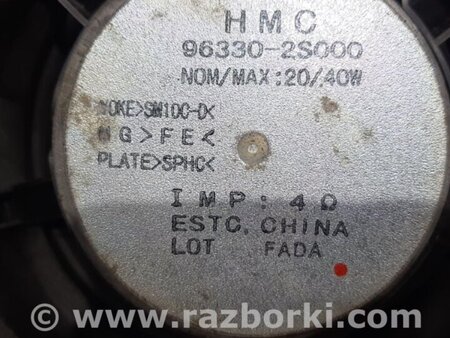 HMC
96330-2S000
NOM/MAX:20/40W
YOKE>SM10C-D<
MG>FE<
PLATE>SPHC<
IMP: 4Ω
ESTC. CHINA
LOT FADA
© www.razborki.com